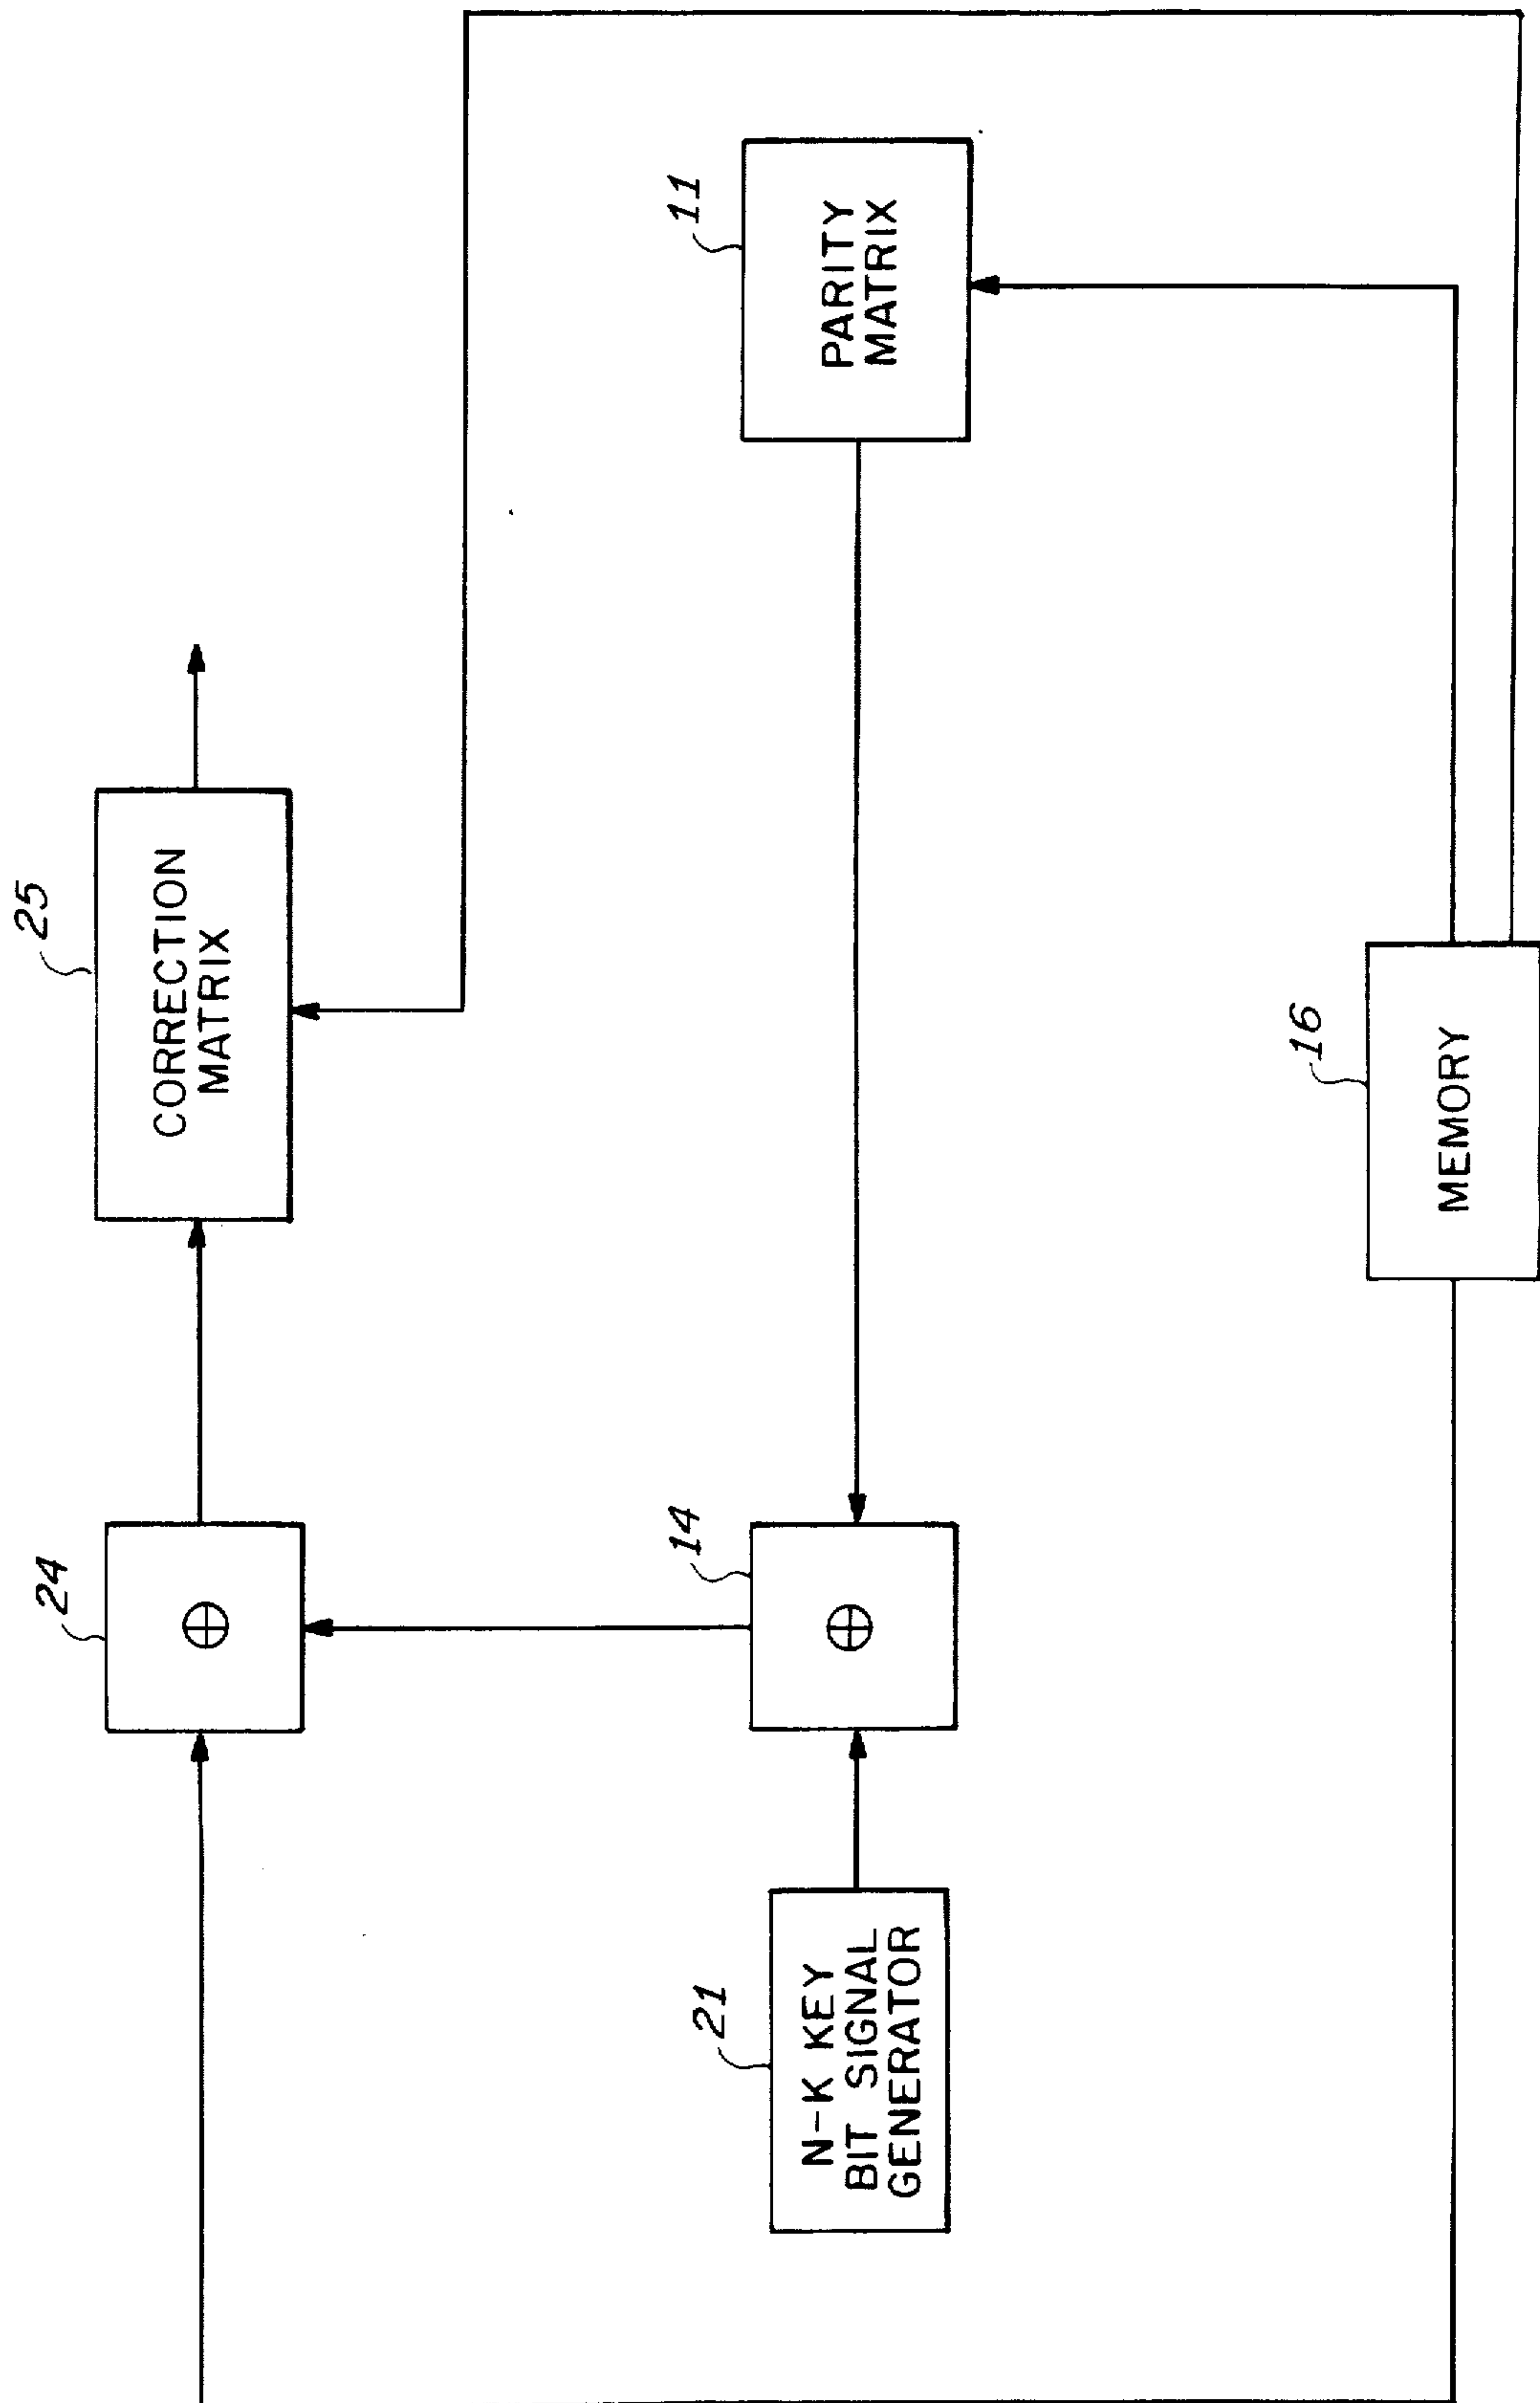 25
CORRECTION
MATRIX
24
⊕
11
PARITY
MATRIX
14
⊕
21
N-K KEY
BIT SIGNAL
GENERATOR
16
MEMORY